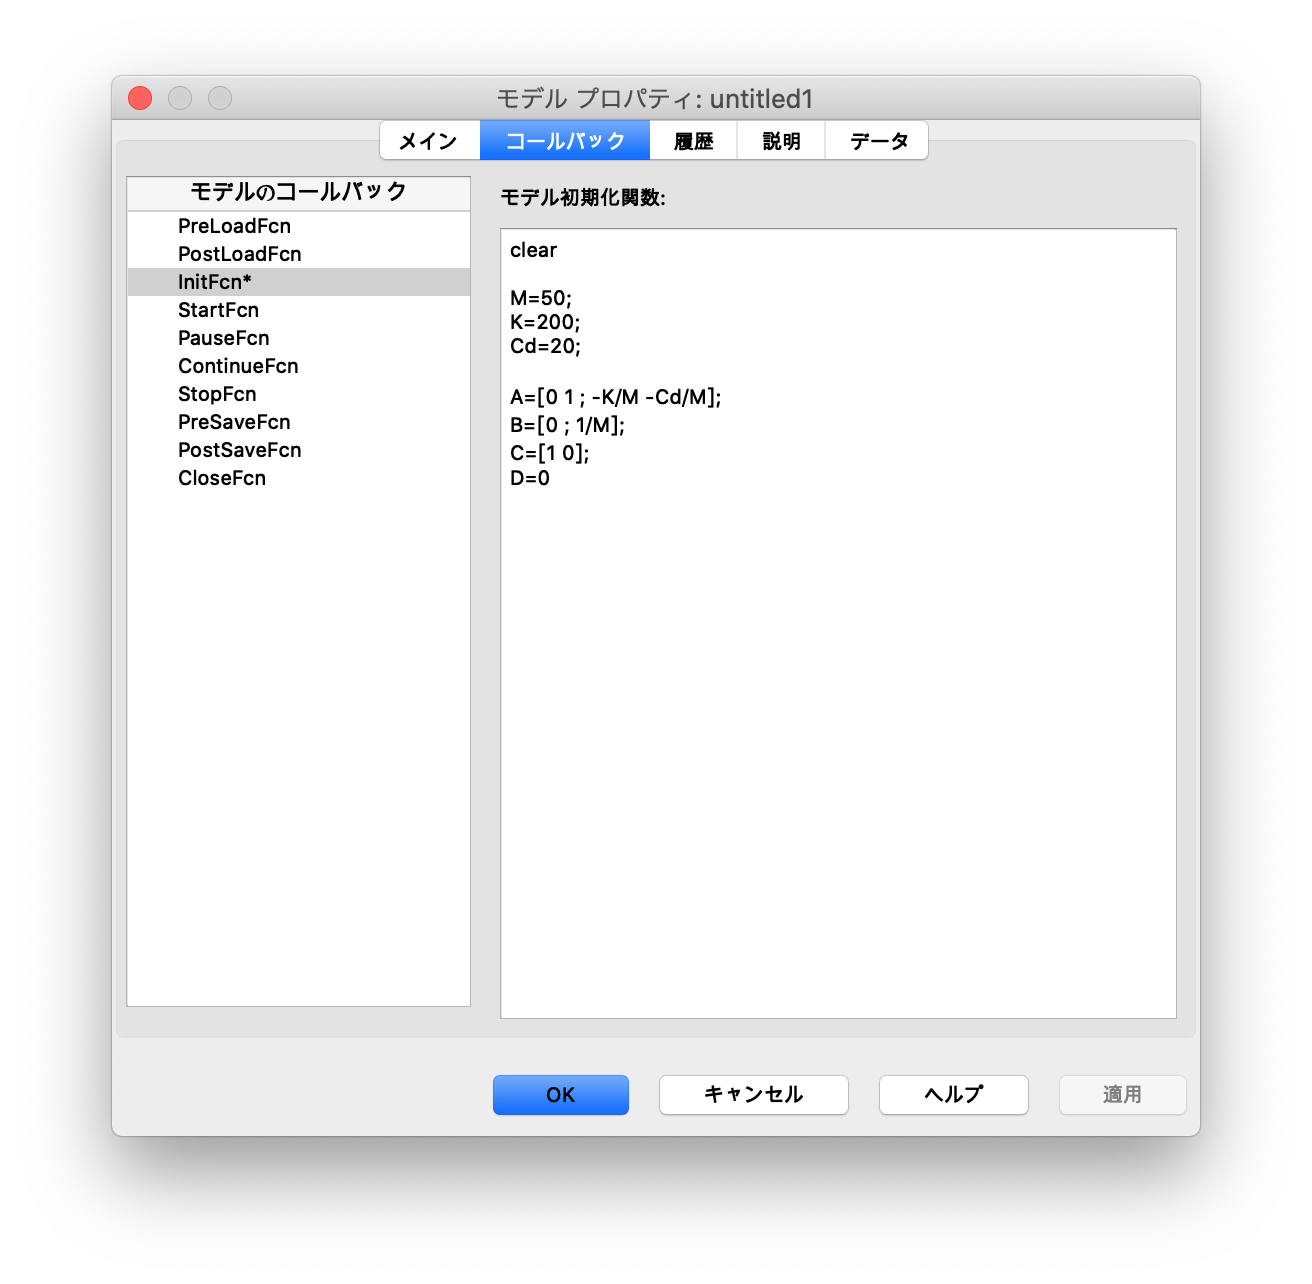 モデル プロパティ: untitled1
メイン
コールバック
履歴
説明
データ
モデルのコールバック
PreLoadFcn
PostLoadFcn
InitFcn*
StartFcn
PauseFcn
ContinueFcn
StopFcn
PreSaveFcn
PostSaveFcn
CloseFcn
モデル初期化関数:
clear
M=50;
K=200;
Cd=20;
A=[0 1 ; -K/M -Cd/M];
B=[0 ; 1/M];
C=[1 0];
D=0
OK
キャンセル
ヘルプ
適用